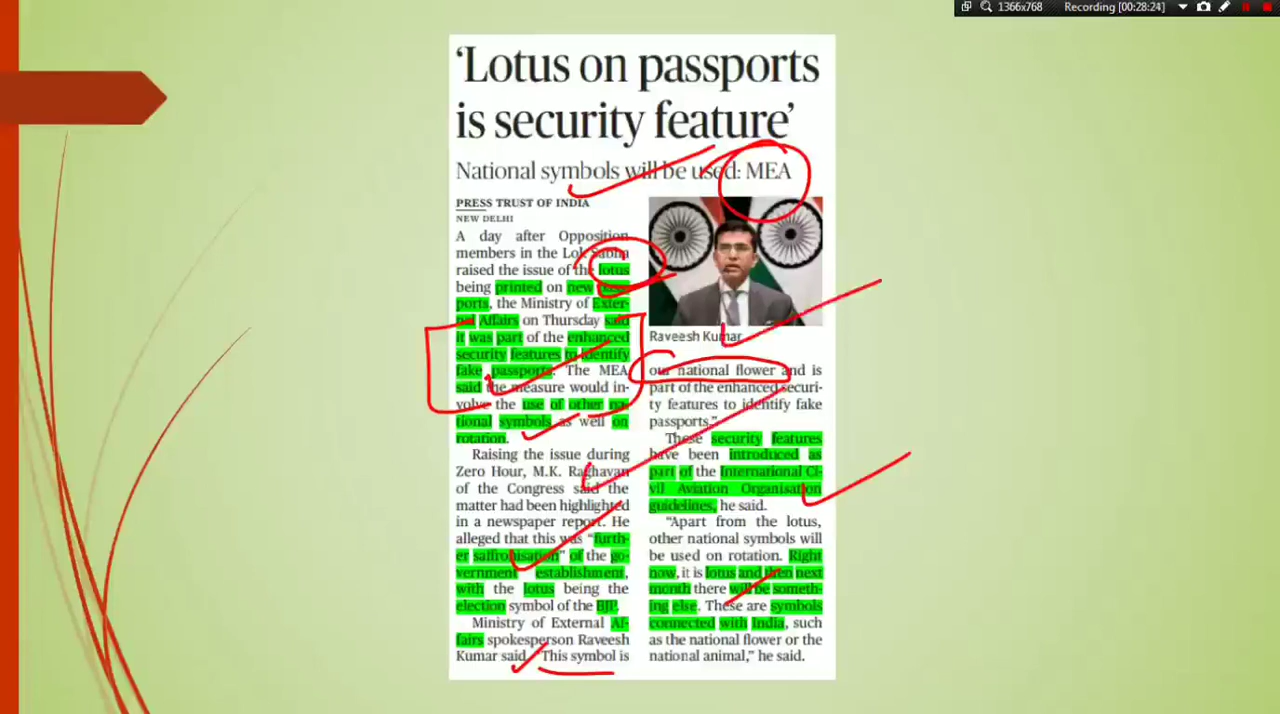 1366x768 Recording [00:28:24]
‘Lotus on passports
is security feature’
National symbols will be used: MEA
PRESS TRUST OF INDIA
NEW DELHI
A day after Opposition
members in the Lok Sabha
raised the issue of the lotus
being printed on new pass-
ports, the Ministry of Exter-
nal Affairs on Thursday said
it was part of the enhanced
security features to identify
fake passports. The MEA
said the measure would in-
volve the use of other na-
tional symbols as well on
rotation.
Raising the issue during
Zero Hour, M.K. Raghavan
of the Congress said the
matter had been highlighted
in a newspaper report. He
alleged that this was “furth-
er saffronisation” of the go-
vernment establishment,
with the lotus being the
election symbol of the BJP.
Ministry of External Af-
fairs spokesperson Raveesh
Kumar said, “This symbol is
Raveesh Kumar
our national flower and is
part of the enhanced securi-
ty features to identify fake
passports.”
These security features
have been introduced as
part of the International Ci-
vil Aviation Organisation
guidelines, he said.
“Apart from the lotus,
other national symbols will
be used on rotation. Right
now, it is lotus and then next
month there will be someth-
ing else. These are symbols
connected with India, such
as the national flower or the
national animal,” he said.